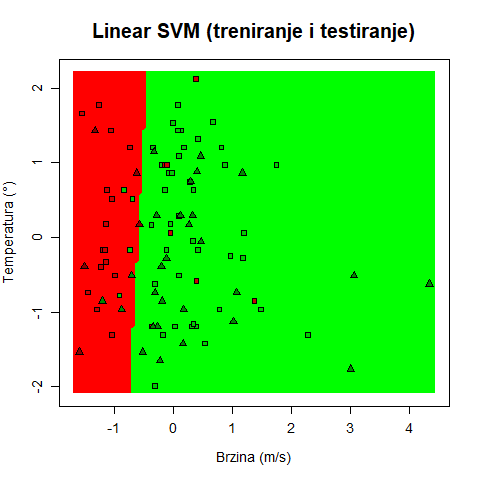 Linear SVM (treniranje i testiranje)
Temperatura (°)
2
1
0
-1
-2
-1 0 1 2 3 4
Brzina (m/s)